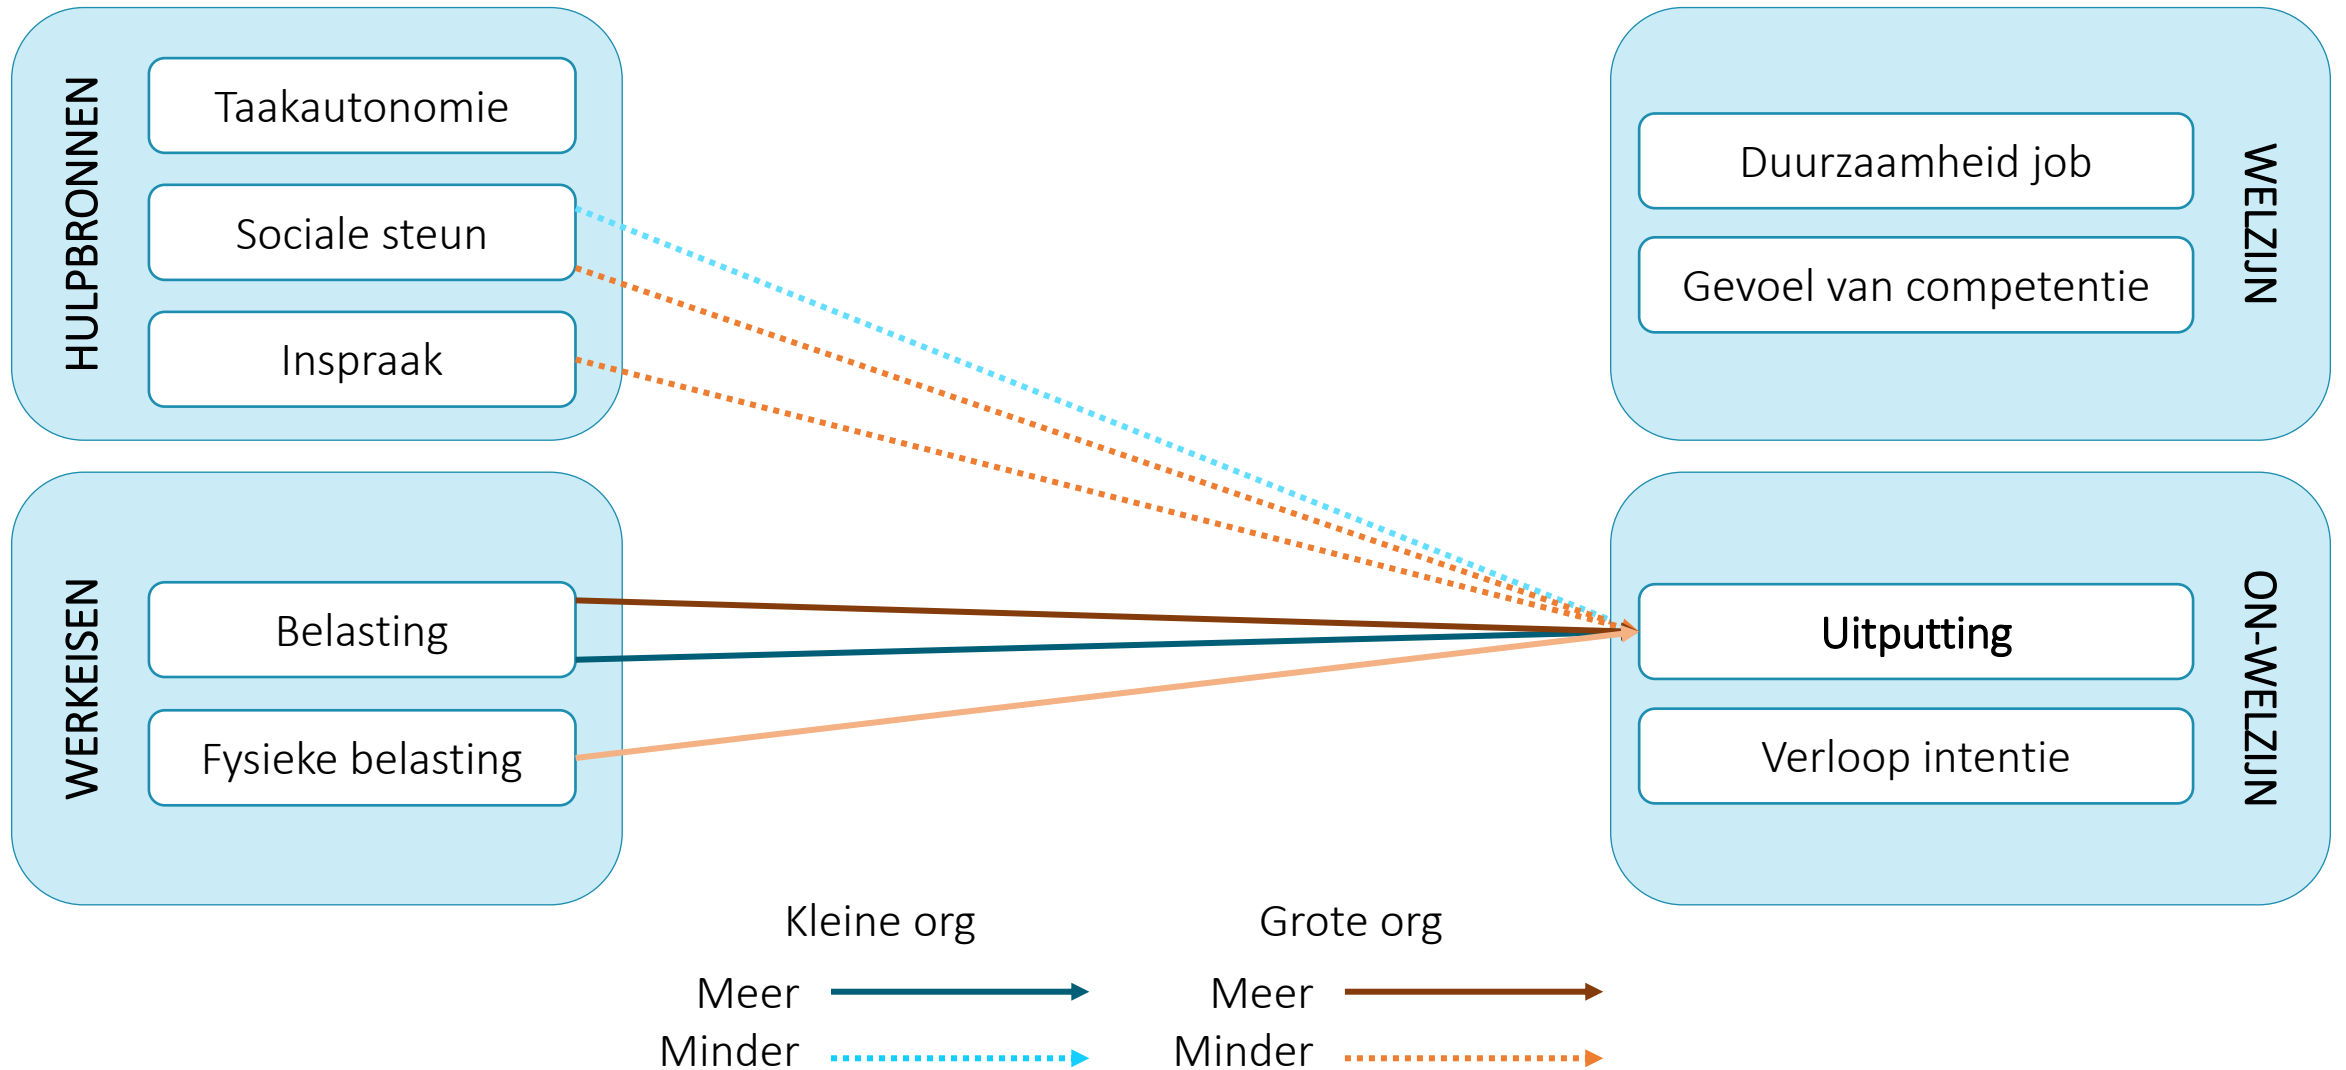 HULPBRONNEN
Taakautonomie
Sociale steun
Inspraak
WERKEISEN
Belasting
Fysieke belasting
WELZIJN
Duurzaamheid job
Gevoel van competentie
ON-WELZIJN
Uitputting
Verloop intentie
Kleine org
Meer
Minder
Grote org
Meer
Minder